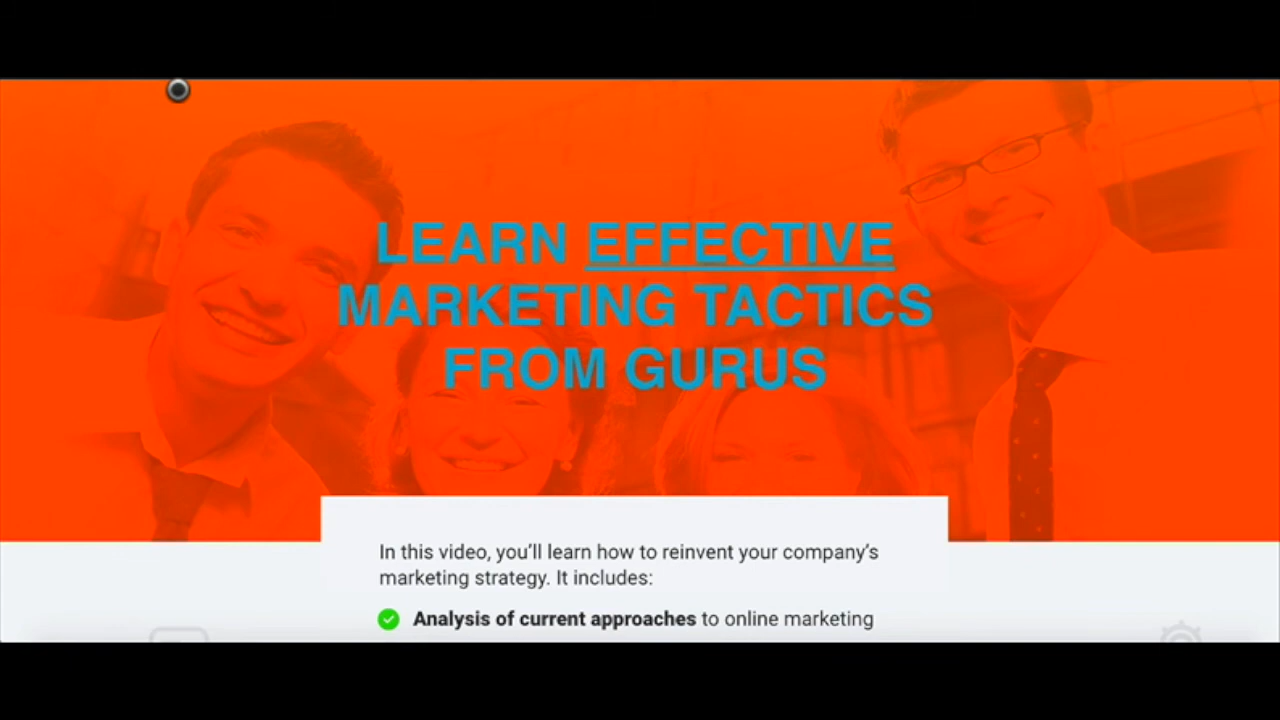 LEARN EFFECTIVE
MARKETING TACTICS
FROM GURUS
In this video, you’ll learn how to reinvent your company’s
marketing strategy. It includes:
Analysis of current approaches to online marketing